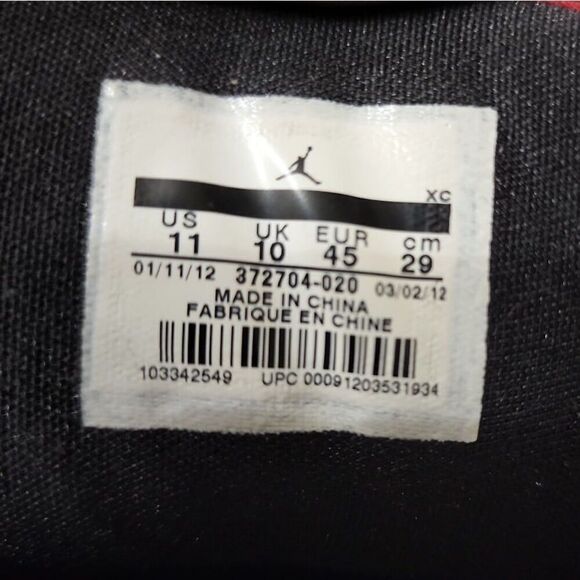 XC
US UK EUR cm
11 10 45 29
01/11/12 372704-020 03/02/12
MADE IN CHINA
FABRIQUE EN CHINE
103342549 UPC 00091203531934